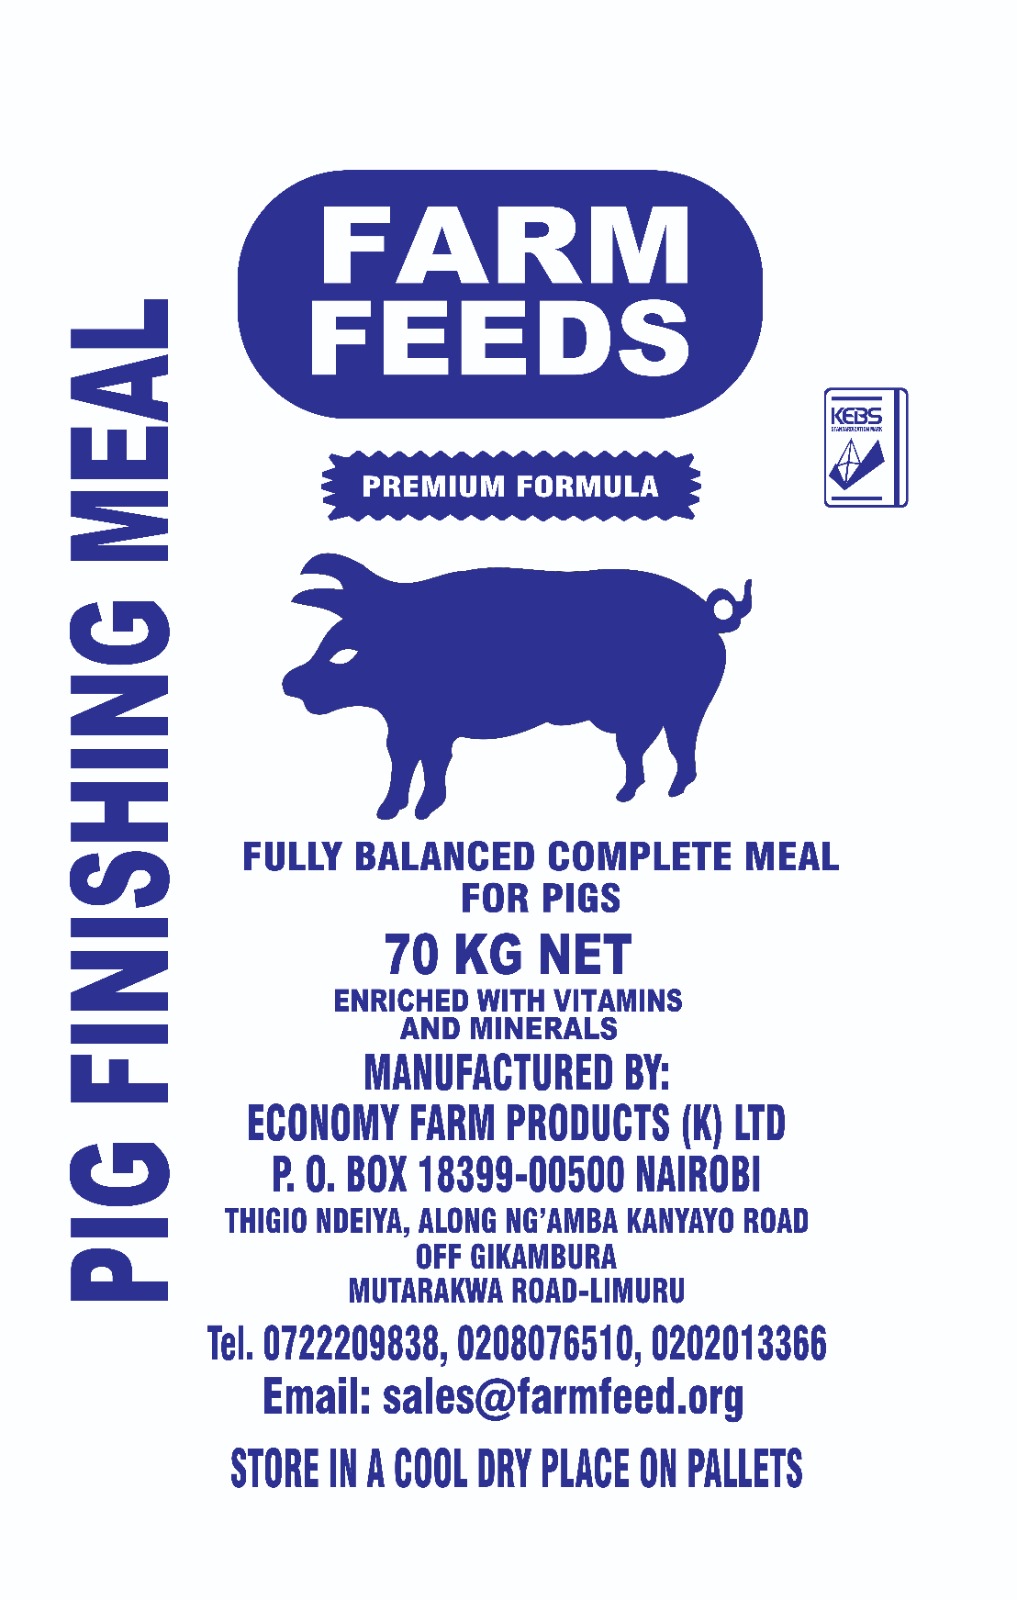 FARM
FEEDS
PIG FINISHING MEAL
KEBS
STANDARDIZATION MARK
PREMIUM FORMULA
FULLY BALANCED COMPLETE MEAL
FOR PIGS
70 KG NET
ENRICHED WITH VITAMINS
AND MINERALS
MANUFACTURED BY:
ECONOMY FARM PRODUCTS (K) LTD
P. O. BOX 18399-00500 NAIROBI
THIGIO NDEIYA, ALONG NG’AMBA KANYAYO ROAD
OFF GIKAMBURA
MUTARAKWA ROAD-LIMURU
Tel. 0722209838, 0208076510, 0202013366
Email: sales@farmfeed.org
STORE IN A COOL DRY PLACE ON PALLETS